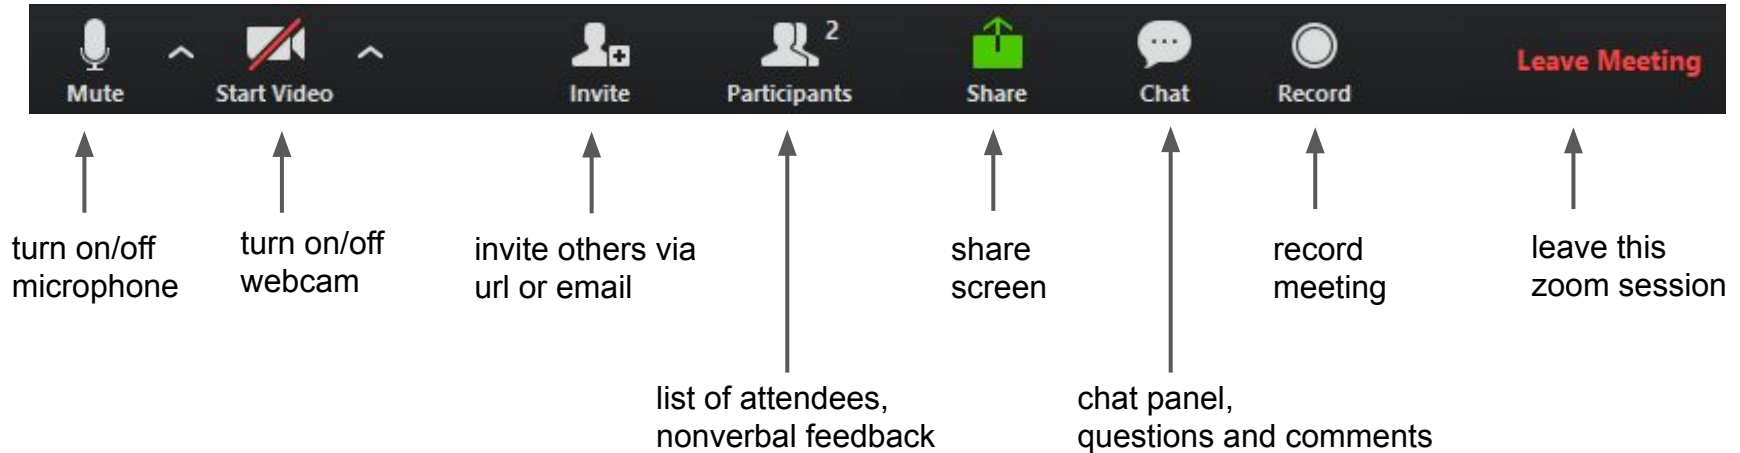 2
Mute
Start Video
Invite
Participants
Share
Chat
Record
Leave Meeting
turn on/off
microphone
turn on/off
webcam
invite others via
url or email
share
screen
record
meeting
leave this
zoom session
list of attendees,
nonverbal feedback
chat panel,
questions and comments